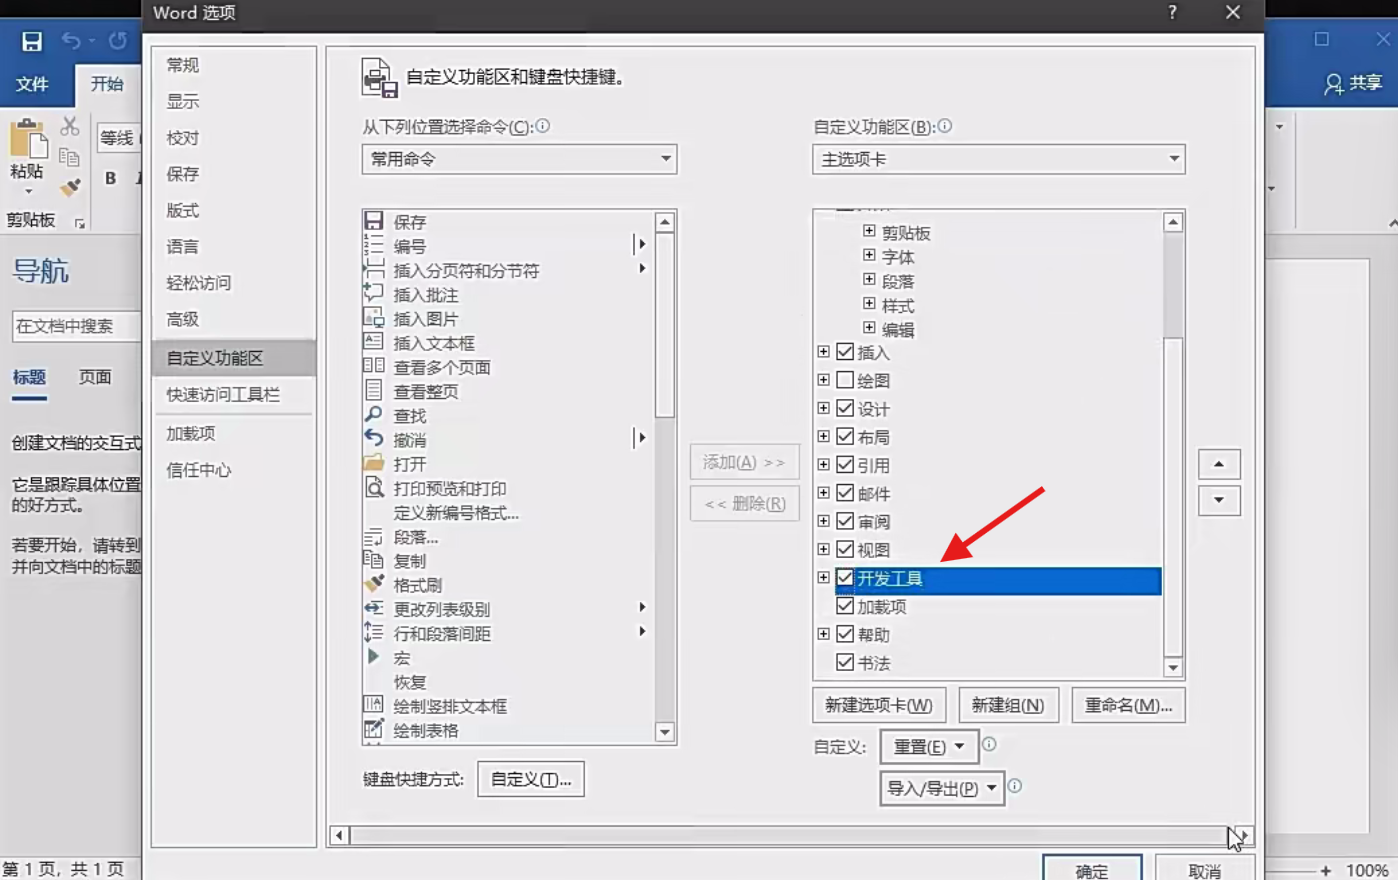 Word 选项
?
文件
开始
共享
粘贴
等线
B
剪贴板
导航
在文档中搜索
标题
页面
创建文档的交互式
它是跟踪具体位置
的好方式。
若要开始，请转到
并向文档中的标题
第 1 页，共 1 页
常规
显示
校对
保存
版式
语言
轻松访问
高级
自定义功能区
快速访问工具栏
加载项
信任中心
自定义功能区和键盘快捷键。
从下列位置选择命令(C):
常用命令
保存
编号
插入分页符和分节符
插入批注
插入图片
插入文本框
查看多个页面
查看整页
查找
撤消
打开
打印预览和打印
定义新编号格式...
段落...
复制
格式刷
更改列表级别
行和段落间距
宏
恢复
绘制竖排文本框
绘制表格
键盘快捷方式:
自定义(T)...
添加(A) >>
<< 删除(R)
自定义功能区(B):
主选项卡
剪贴板
字体
段落
样式
编辑
插入
绘图
设计
布局
引用
邮件
审阅
视图
开发工具
加载项
帮助
书法
新建选项卡(W)
新建组(N)
重命名(M)...
自定义:
重置(E)
导入/导出(P)
确定
取消
100%